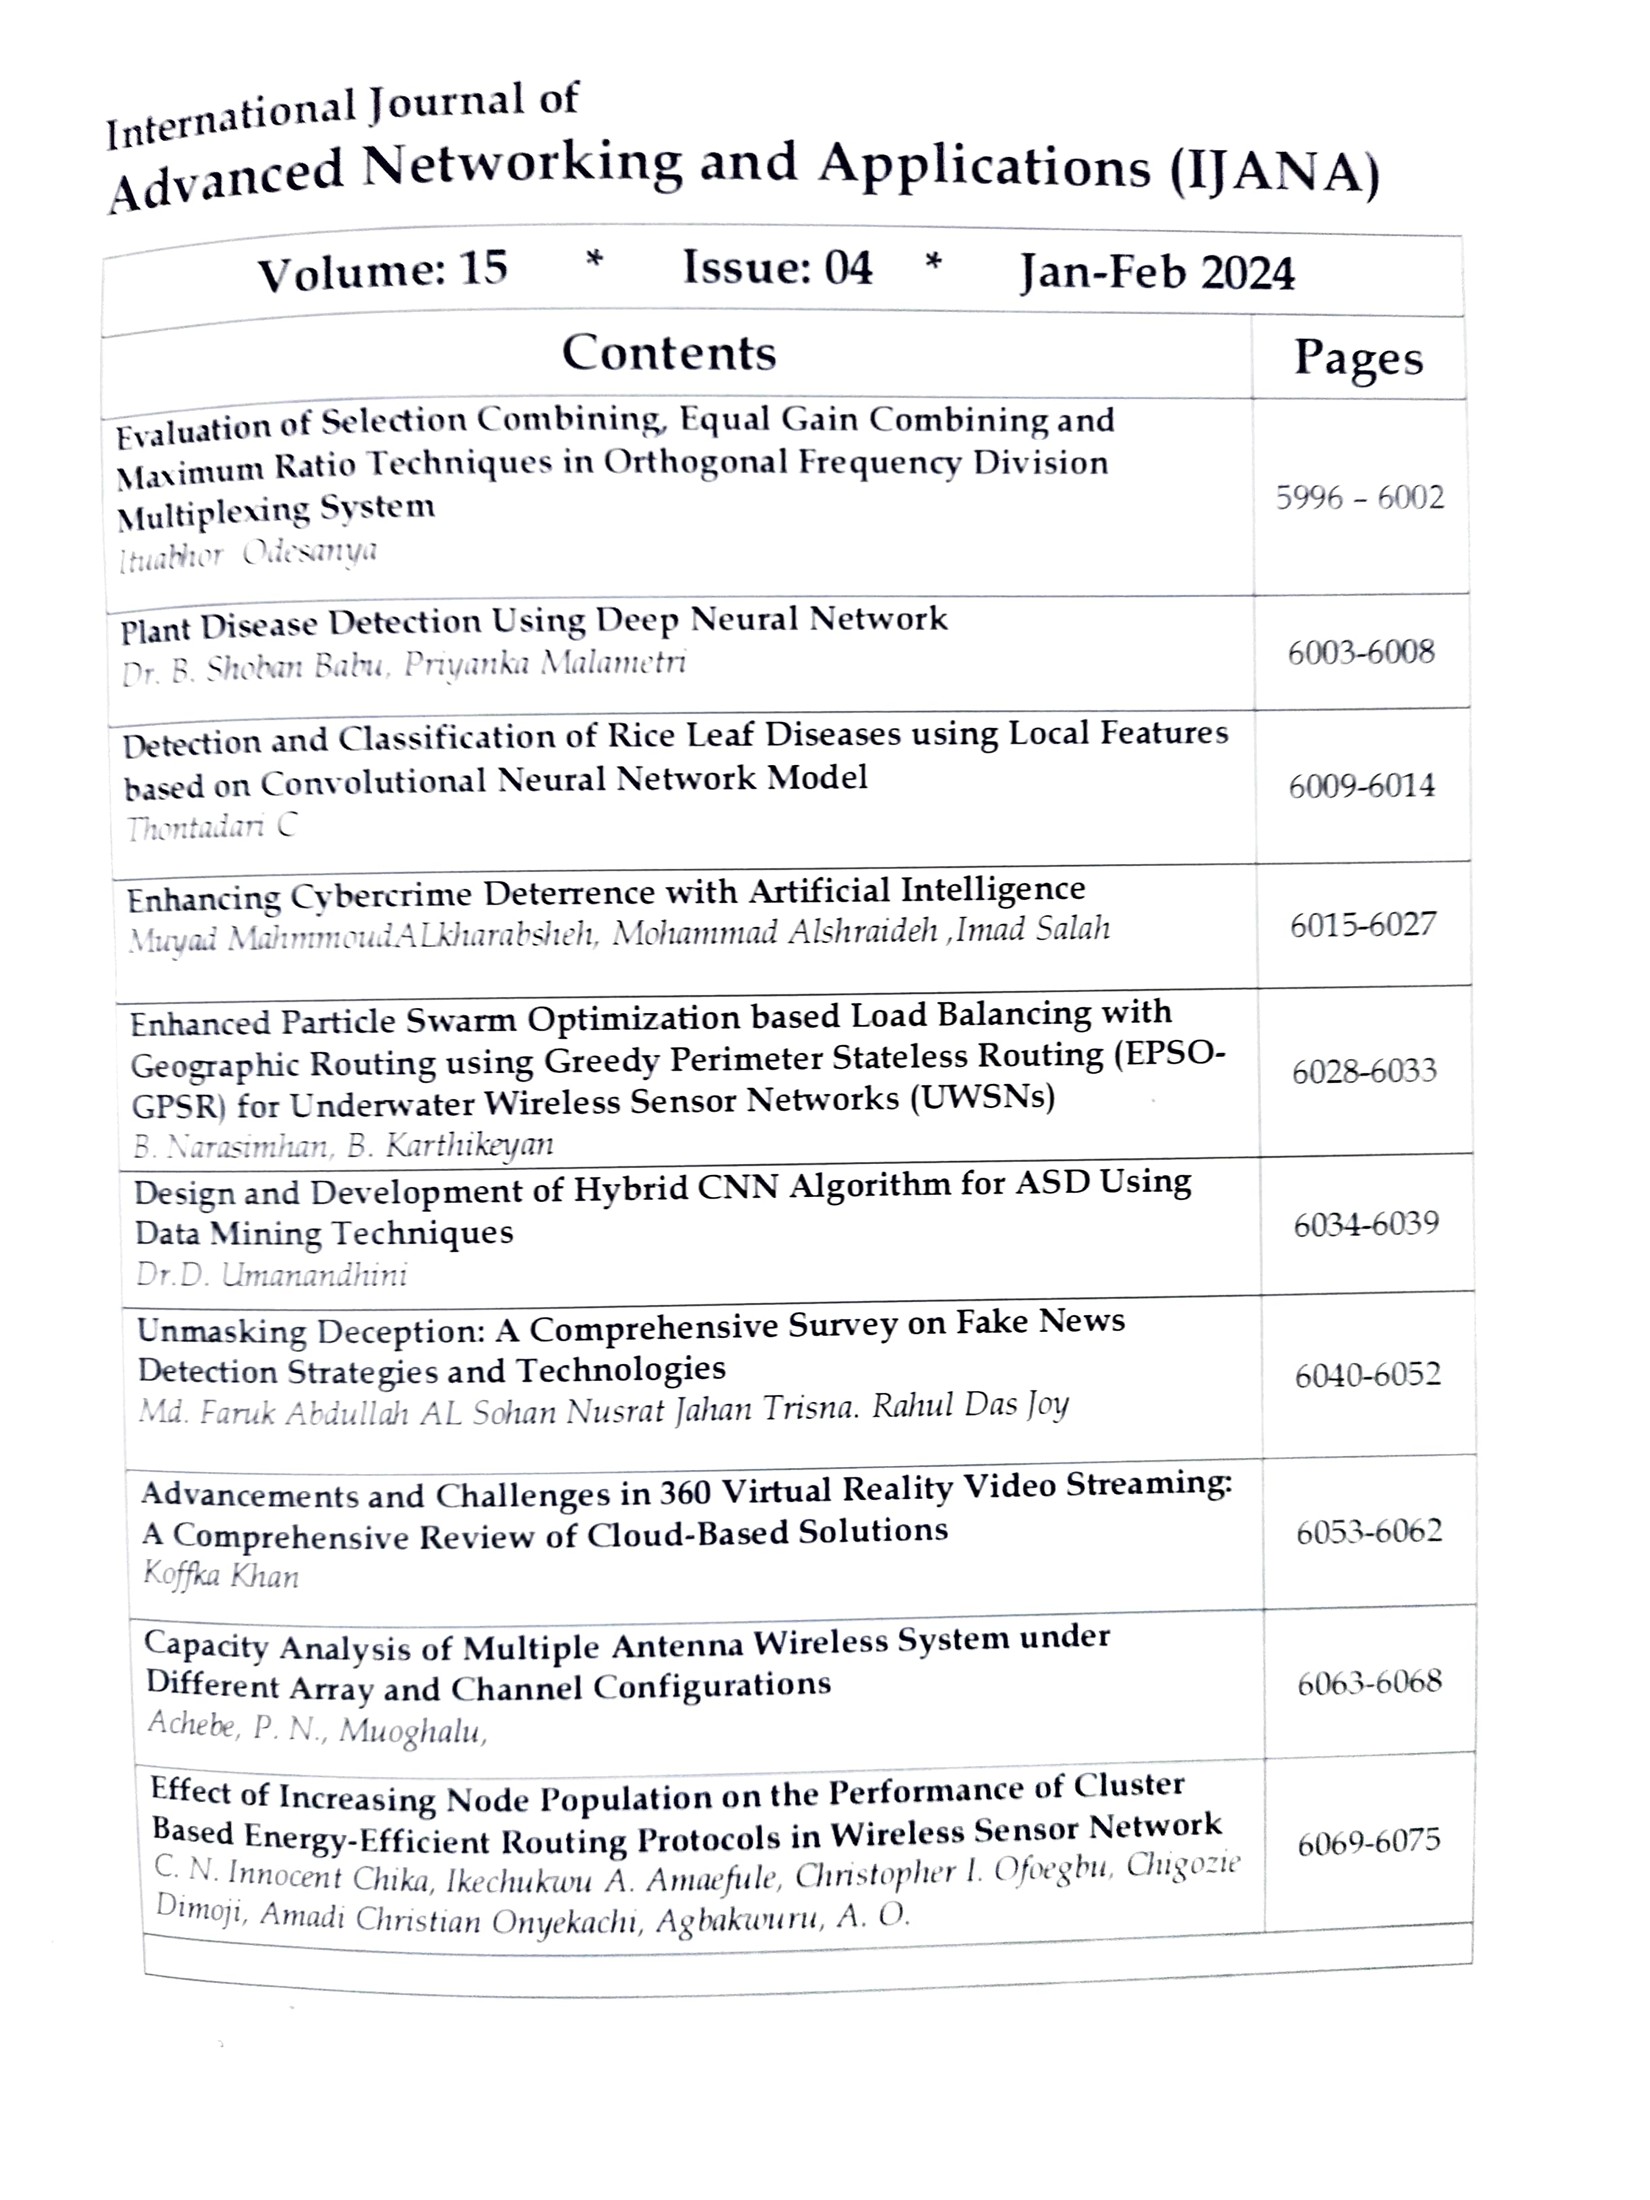 International Journal of
Advanced Networking and Applications (IJANA)
Volume: 15 * Issue: 04 * Jan-Feb 2024
Contents Pages
Evaluation of Selection Combining, Equal Gain Combining and
Maximum Ratio Techniques in Orthogonal Frequency Division
Multiplexing System
Ituabhor Odesanya
5996 – 6002
Plant Disease Detection Using Deep Neural Network
Dr. B. Shoban Babu, Priyanka Malametri
6003-6008
Detection and Classification of Rice Leaf Diseases using Local Features
based on Convolutional Neural Network Model
Thontadari C
6009-6014
Enhancing Cybercrime Deterrence with Artificial Intelligence
Muyad MahmmoudALkharabsheh, Mohammad Alshraideh ,Imad Salah
6015-6027
Enhanced Particle Swarm Optimization based Load Balancing with
Geographic Routing using Greedy Perimeter Stateless Routing (EPSO-
GPSR) for Underwater Wireless Sensor Networks (UWSNs)
B. Narasimhan, B. Karthikeyan
6028-6033
Design and Development of Hybrid CNN Algorithm for ASD Using
Data Mining Techniques
Dr.D. Umanandhini
6034-6039
Unmasking Deception: A Comprehensive Survey on Fake News
Detection Strategies and Technologies
Md. Faruk Abdullah AL Sohan Nusrat Jahan Trisna. Rahul Das Joy
6040-6052
Advancements and Challenges in 360 Virtual Reality Video Streaming:
A Comprehensive Review of Cloud-Based Solutions
Koffka Khan
6053-6062
Capacity Analysis of Multiple Antenna Wireless System under
Different Array and Channel Configurations
Achebe, P. N., Muoghalu,
6063-6068
Effect of Increasing Node Population on the Performance of Cluster
Based Energy-Efficient Routing Protocols in Wireless Sensor Network
C. N. Innocent Chika, Ikechukwu A. Amaefule, Christopher I. Ofoegbu, Chigozie
Dimoji, Amadi Christian Onyekachi, Agbakwuru, A. O.
6069-6075